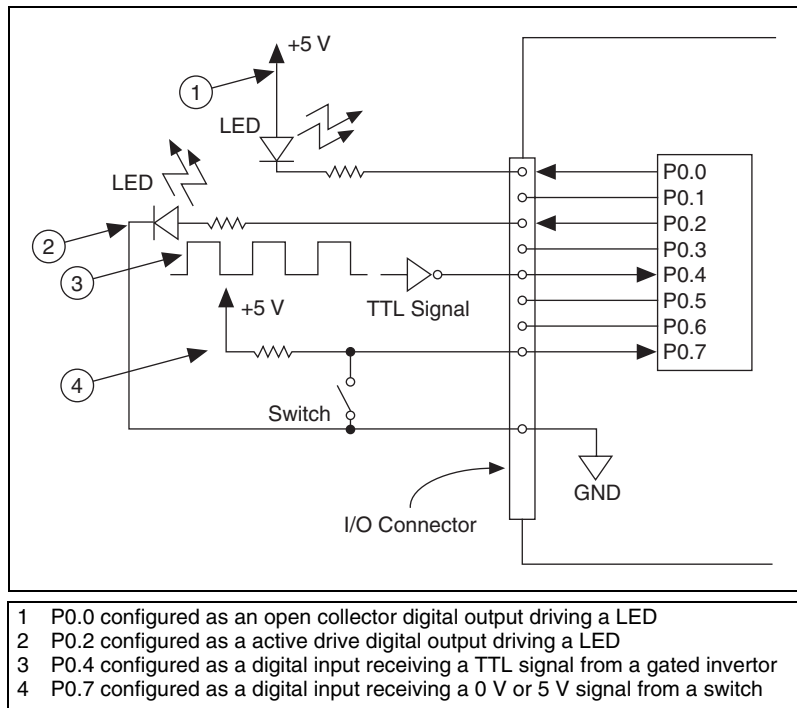 +5 V
1
LED
P0.0
P0.1
LED
P0.2
2
P0.3
3
P0.4
TTL Signal
+5 V
P0.5
P0.6
P0.7
4
Switch
GND
I/O Connector
1 P0.0 configured as an open collector digital output driving a LED
2 P0.2 configured as a active drive digital output driving a LED
3 P0.4 configured as a digital input receiving a TTL signal from a gated invertor
4 P0.7 configured as a digital input receiving a 0 V or 5 V signal from a switch